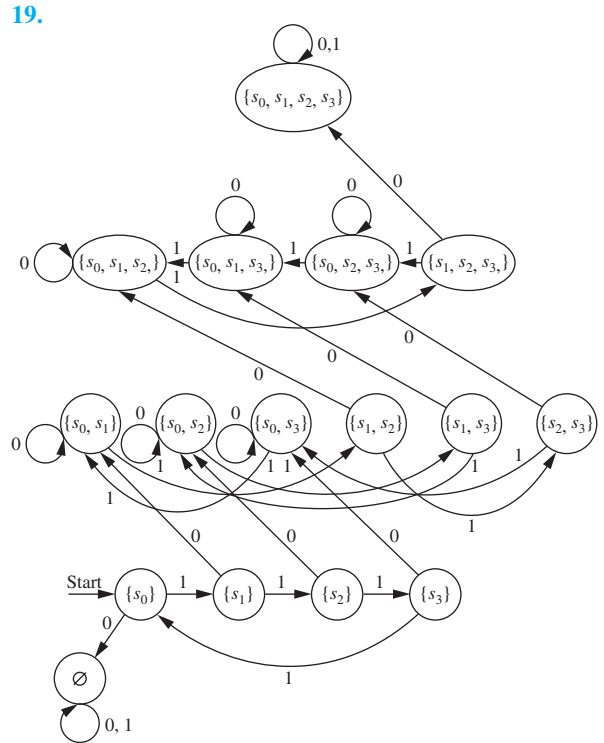 19.
0,1
{s0, s1, s2, s3}
0
0 0
0 {s0, s1, s2,} 1 {s0, s1, s3,} 1 {s0, s2, s3,} 1 {s1, s2, s3,}
1
0
0
0
0 {s0, s1} 0 {s0, s2} 0 {s0, s3} {s1, s2} {s1, s3} {s2, s3}
1 1 1 1 1
1 1
0 0 0
Start {s0} 1 {s1} 1 {s2} 1 {s3}
0
1
∅
0, 1